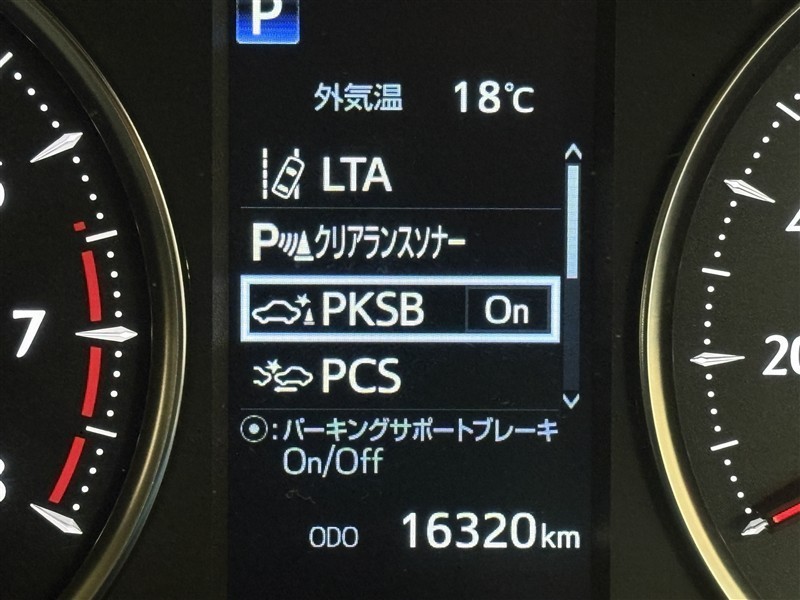 P
外気温 18℃
LTA
Pクリアランスソナー
PKSB On
PCS
⦿:パーキングサポートブレーキ
On/Off
ODO 16320km
7